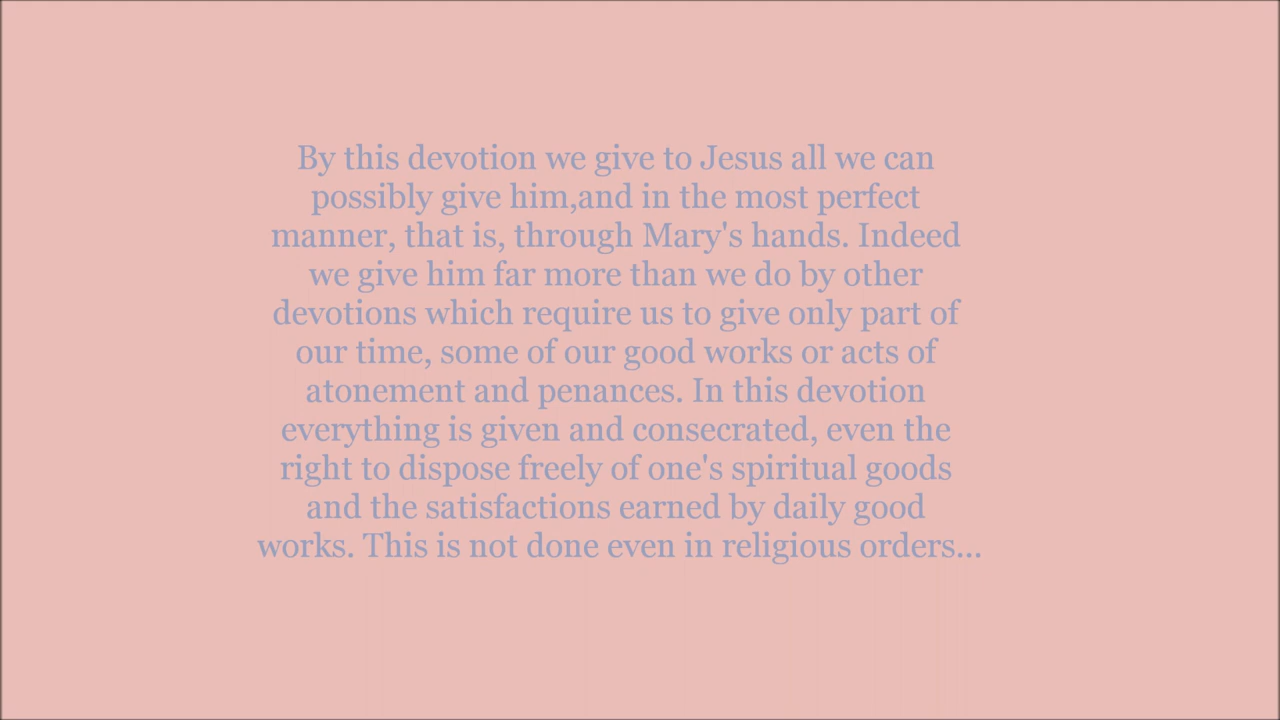 By this devotion we give to Jesus all we can
possibly give him,and in the most perfect
manner, that is, through Mary's hands. Indeed
we give him far more than we do by other
devotions which require us to give only part of
our time, some of our good works or acts of
atonement and penances. In this devotion
everything is given and consecrated, even the
right to dispose freely of one's spiritual goods
and the satisfactions earned by daily good
works. This is not done even in religious orders...